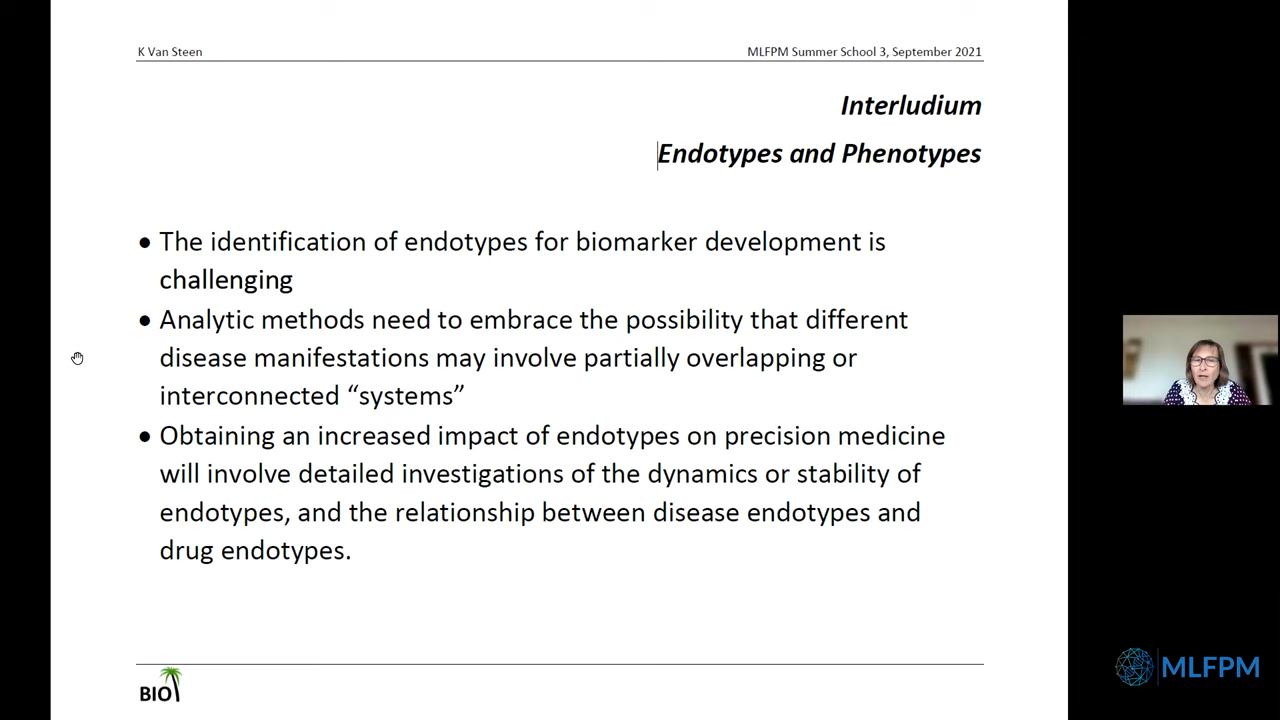 K Van Steen
MLFPM Summer School 3, September 2021
Interludium
Endotypes and Phenotypes
• The identification of endotypes for biomarker development is
challenging
• Analytic methods need to embrace the possibility that different
disease manifestations may involve partially overlapping or
interconnected “systems”
• Obtaining an increased impact of endotypes on precision medicine
will involve detailed investigations of the dynamics or stability of
endotypes, and the relationship between disease endotypes and
drug endotypes.
BIO
MLFPM